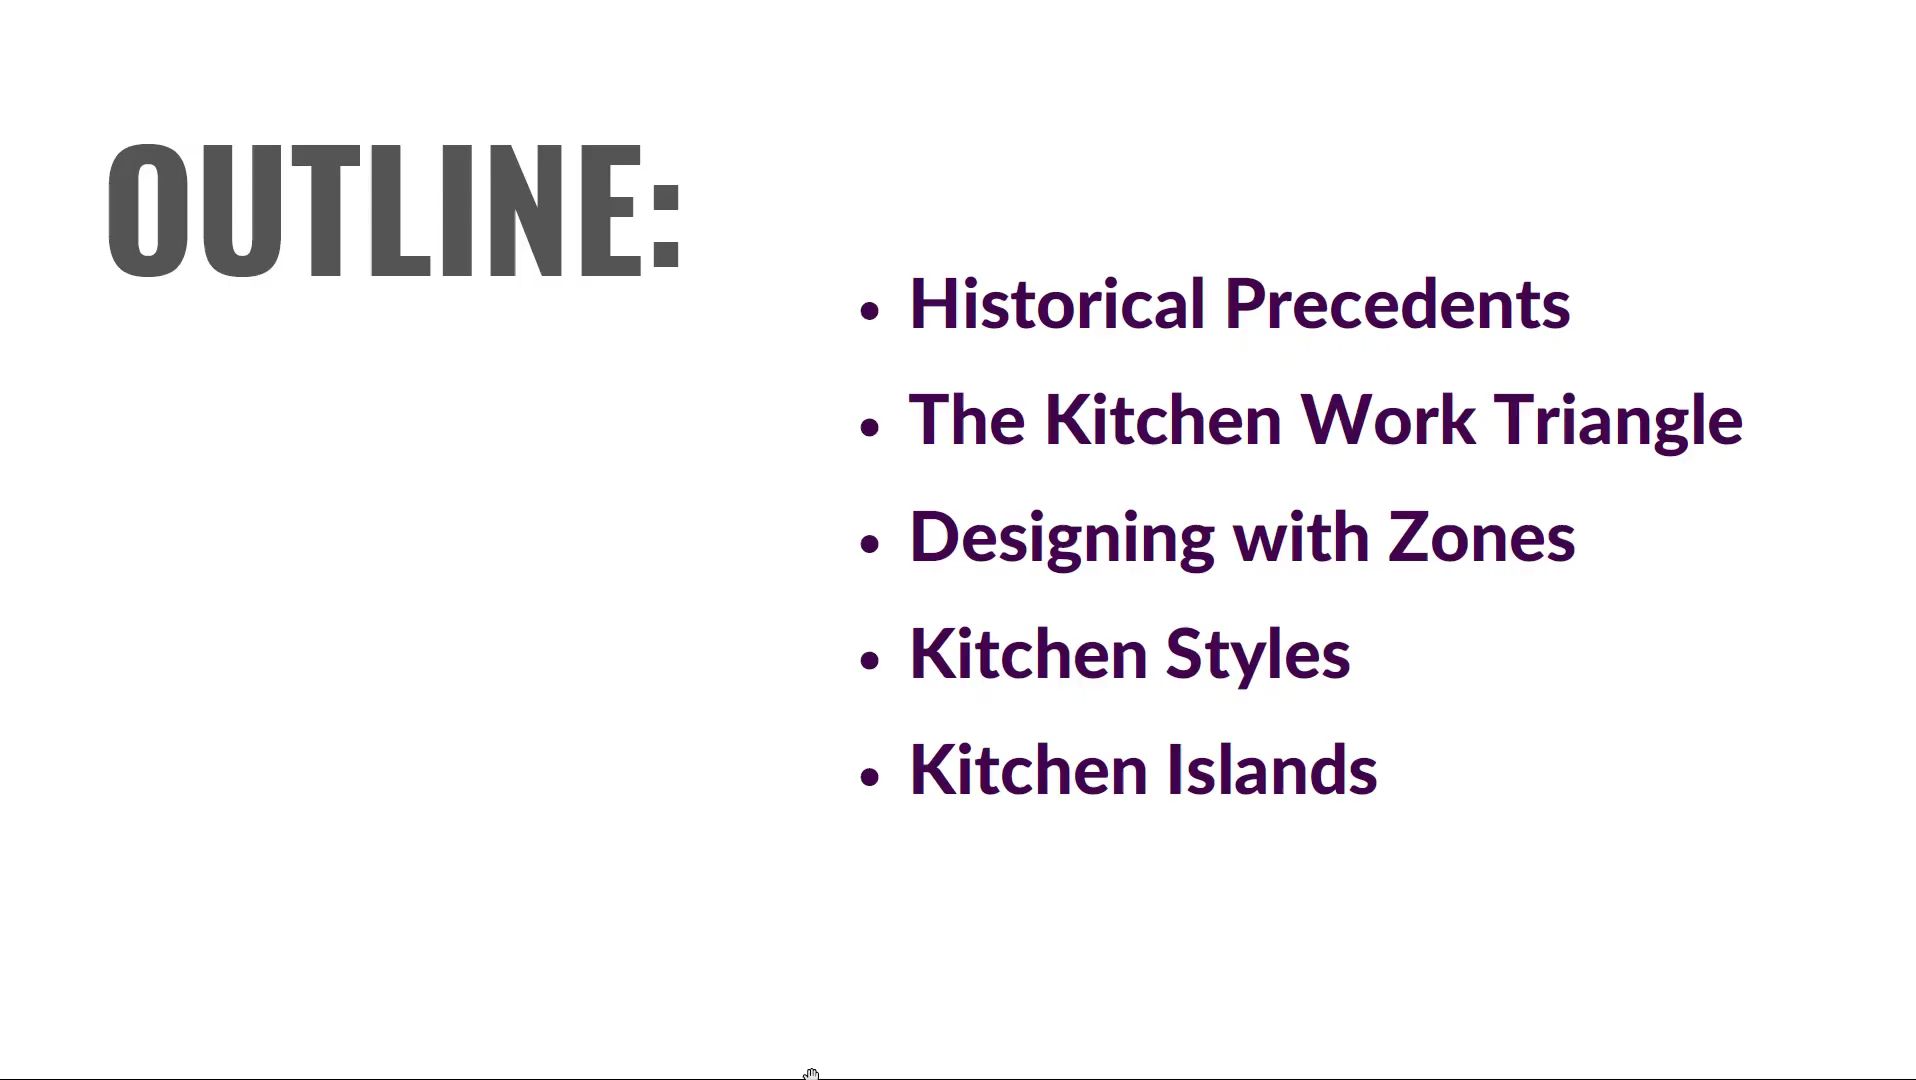 OUTLINE:
• Historical Precedents
• The Kitchen Work Triangle
• Designing with Zones
• Kitchen Styles
• Kitchen Islands